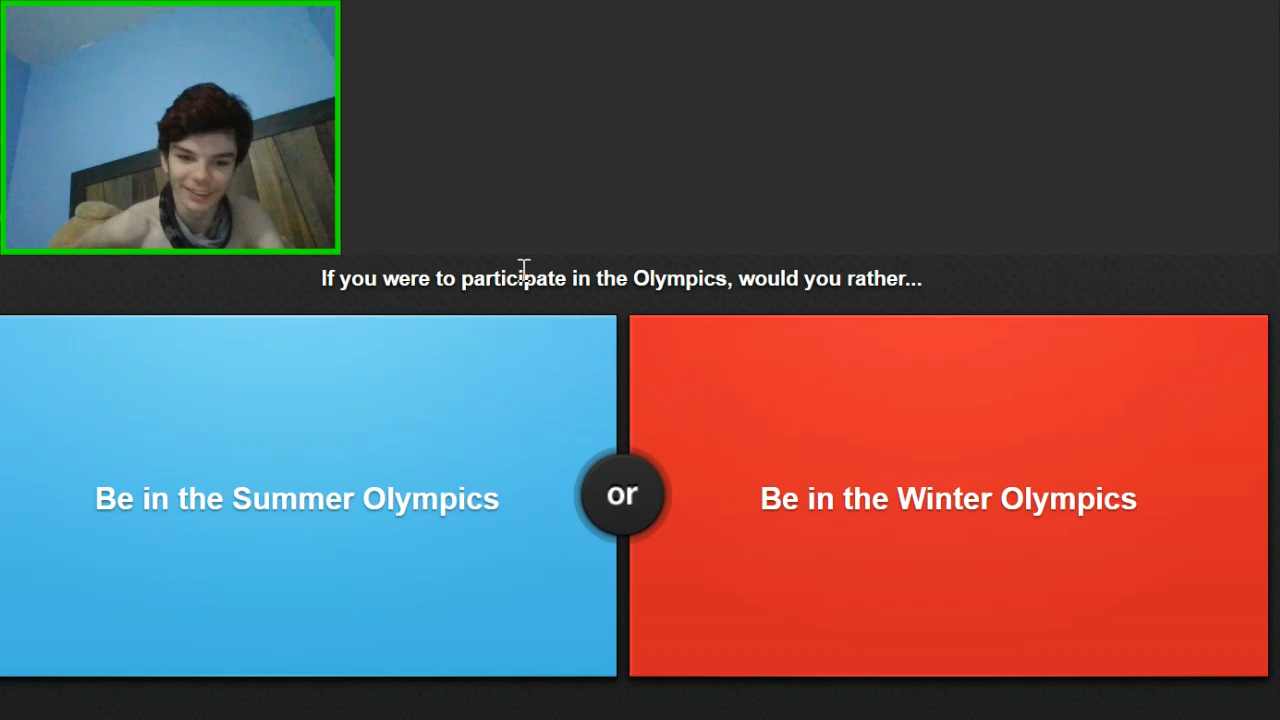 If you were to participate in the Olympics, would you rather...
Be in the Summer Olympics
or
Be in the Winter Olympics